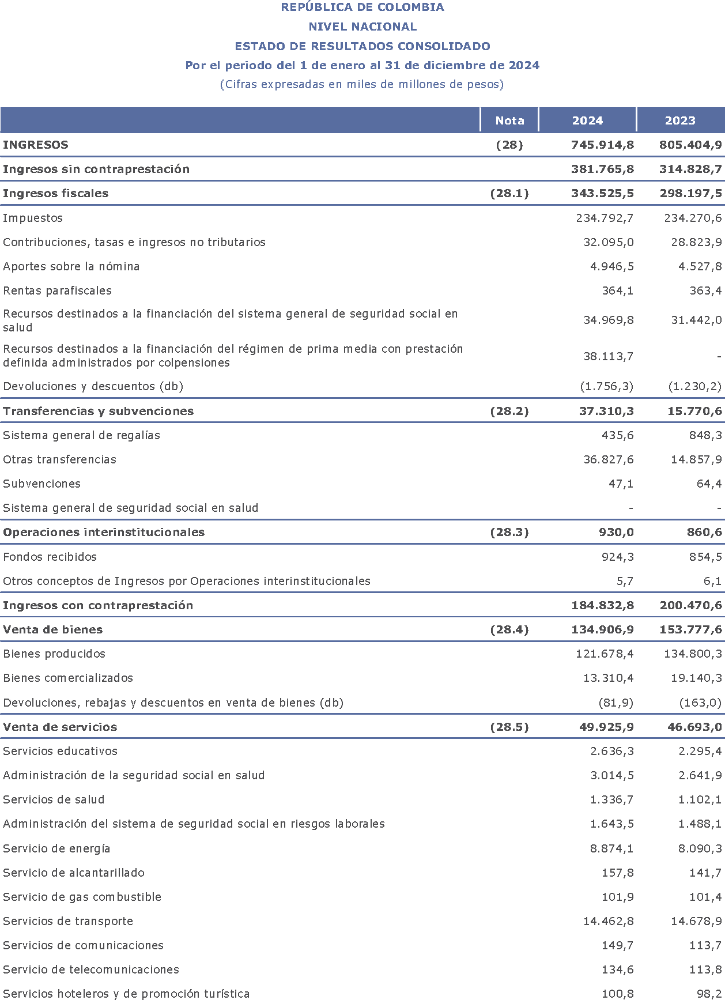 REPÚBLICA DE COLOMBIA
NIVEL NACIONAL
ESTADO DE RESULTADOS CONSOLIDADO
Por el periodo del 1 de enero al 31 de diciembre de 2024
(Cifras expresadas en miles de millones de pesos)
Nota 2024 2023
INGRESOS (28) 745.914,8 805.404,9
Ingresos sin contraprestación 381.765,8 314.828,7
Ingresos fiscales (28.1) 343.525,5 298.197,5
Impuestos 234.792,7 234.270,6
Contribuciones, tasas e ingresos no tributarios 32.095,0 28.823,9
Aportes sobre la nómina 4.946,5 4.527,8
Rentas parafiscales 364,1 363,4
Recursos destinados a la financiación del sistema general de seguridad social en
salud 34.969,8 31.442,0
Recursos destinados a la financiación del régimen de prima media con prestación
definida administrados por colpensiones 38.113,7 -
Devoluciones y descuentos (db) (1.756,3) (1.230,2)
Transferencias y subvenciones (28.2) 37.310,3 15.770,6
Sistema general de regalías 435,6 848,3
Otras transferencias 36.827,6 14.857,9
Subvenciones 47,1 64,4
Sistema general de seguridad social en salud - -
Operaciones interinstitucionales (28.3) 930,0 860,6
Fondos recibidos 924,3 854,5
Otros conceptos de Ingresos por Operaciones interinstitucionales 5,7 6,1
Ingresos con contraprestación 184.832,8 200.470,6
Venta de bienes (28.4) 134.906,9 153.777,6
Bienes producidos 121.678,4 134.800,3
Bienes comercializados 13.310,4 19.140,3
Devoluciones, rebajas y descuentos en venta de bienes (db) (81,9) (163,0)
Venta de servicios (28.5) 49.925,9 46.693,0
Servicios educativos 2.636,3 2.295,4
Administración de la seguridad social en salud 3.014,5 2.641,9
Servicios de salud 1.336,7 1.102,1
Administración del sistema de seguridad social en riesgos laborales 1.643,5 1.488,1
Servicio de energía 8.874,1 8.090,3
Servicio de alcantarillado 157,8 141,7
Servicio de gas combustible 101,9 101,4
Servicios de transporte 14.462,8 14.678,9
Servicios de comunicaciones 149,7 113,7
Servicio de telecomunicaciones 134,6 113,8
Servicios hoteleros y de promoción turística 100,8 98,2